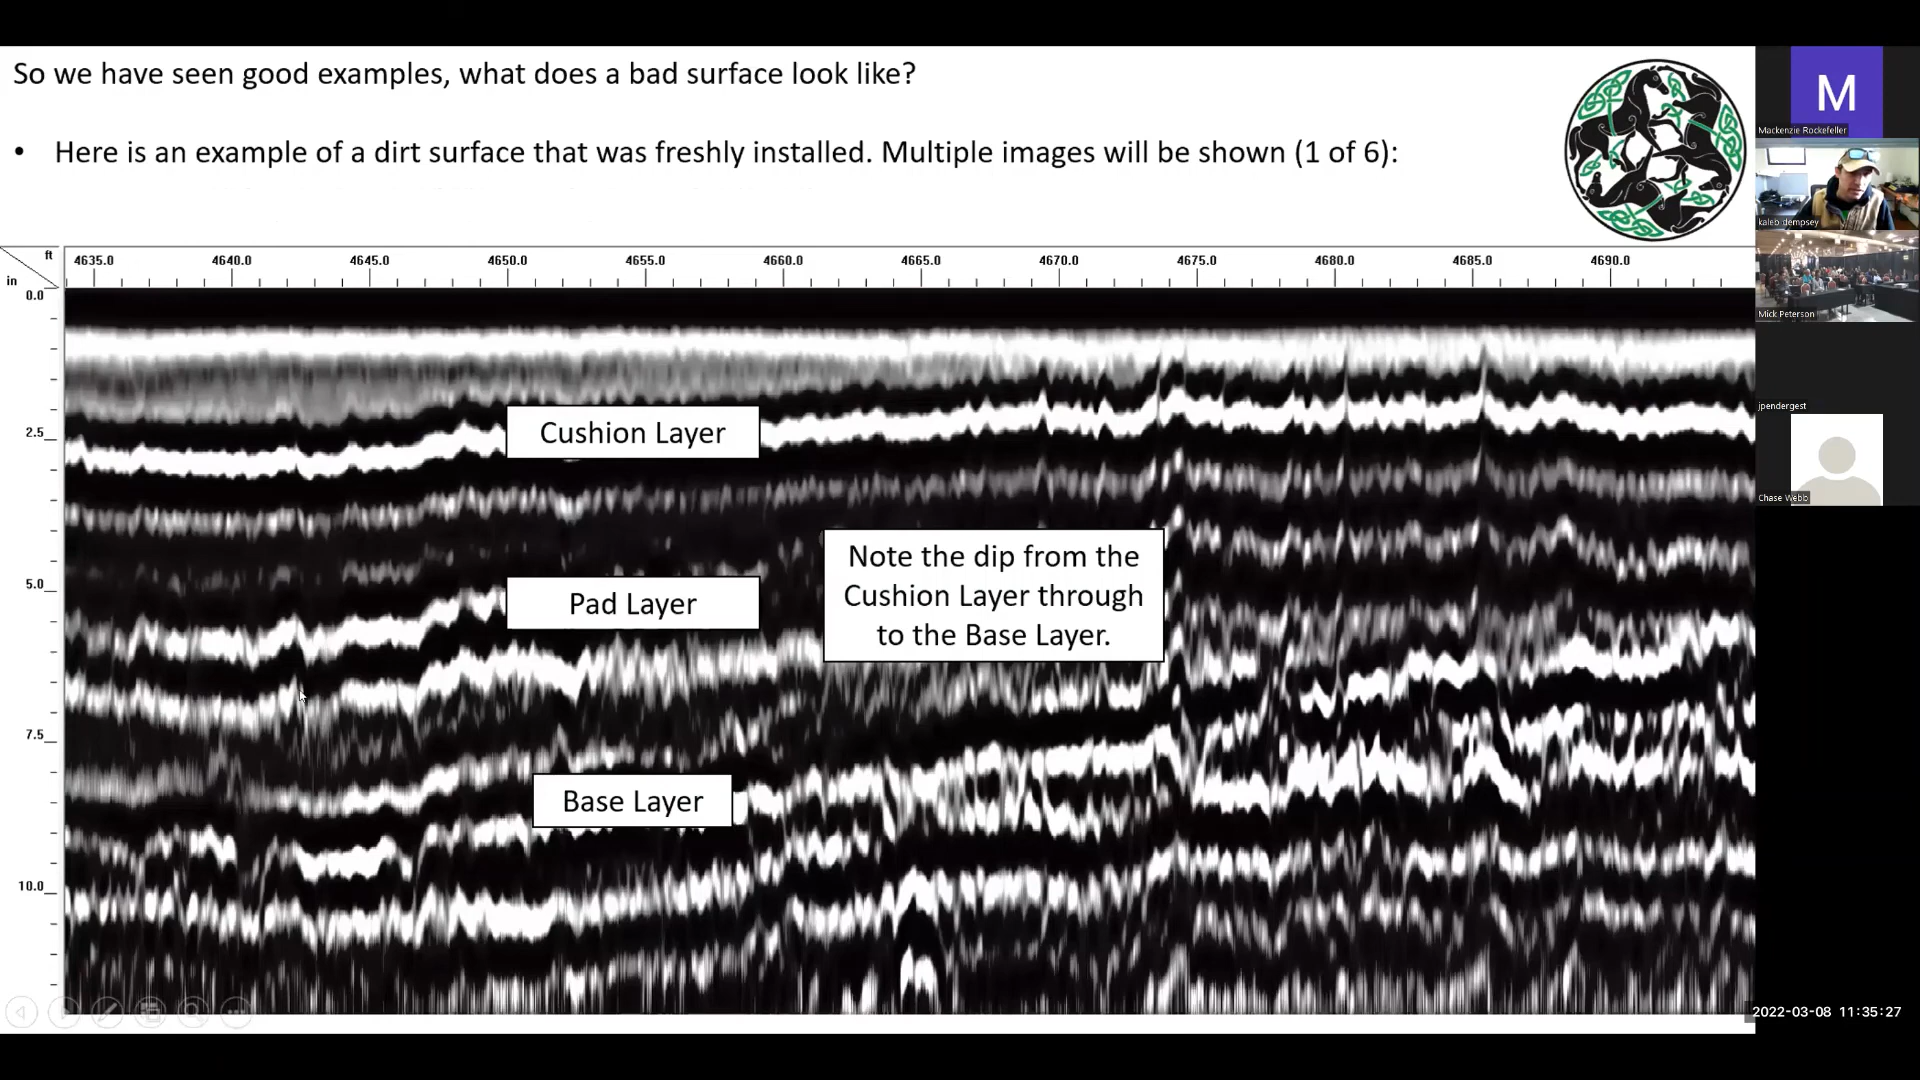 So we have seen good examples, what does a bad surface look like?
• Here is an example of a dirt surface that was freshly installed. Multiple images will be shown (1 of 6):
M
Mackenzie Rockefeller
kaleb dempsey
Mick Peterson
jpendergest
Chase Webb
ft
in
4635.0 4640.0 4645.0 4650.0 4655.0 4660.0 4665.0 4670.0 4675.0 4680.0 4685.0 4690.0
0.0
2.5
5.0
7.5
10.0
Cushion Layer
Pad Layer
Base Layer
Note the dip from the
Cushion Layer through
to the Base Layer.
2022-03-08 11:35:27